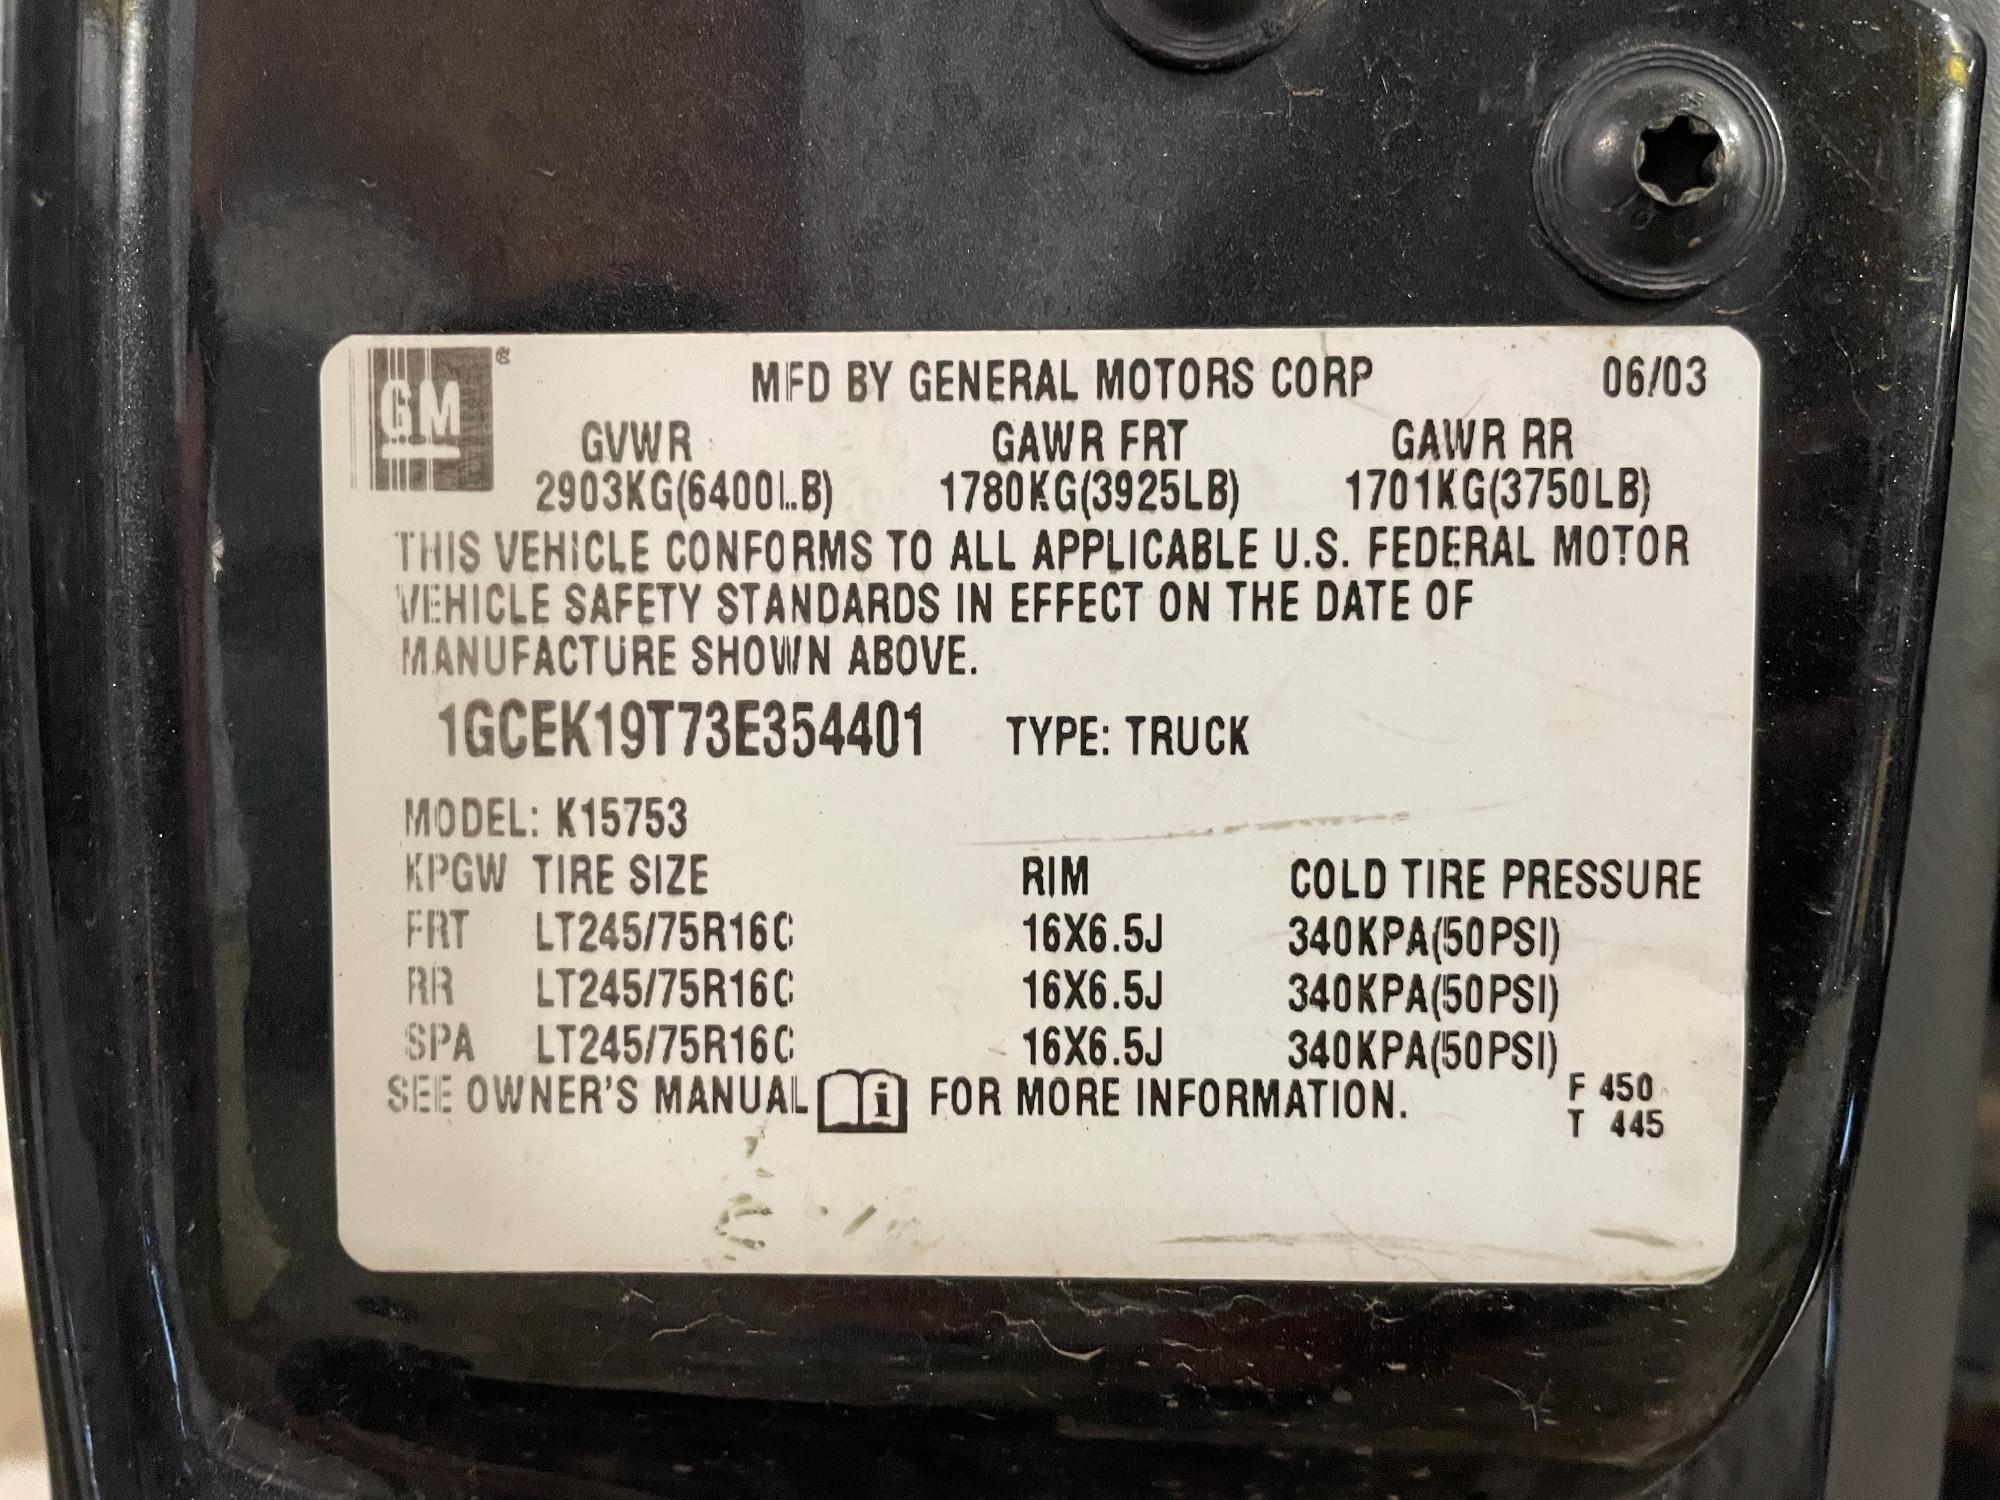 GM®
MFD BY GENERAL MOTORS CORP 06/03
GVWR GAWR FRT GAWR RR
2903KG(6400LB) 1780KG(3925LB) 1701KG(3750LB)
THIS VEHICLE CONFORMS TO ALL APPLICABLE U.S. FEDERAL MOTOR
VEHICLE SAFETY STANDARDS IN EFFECT ON THE DATE OF
MANUFACTURE SHOWN ABOVE.
1GCEK19T73E354401 TYPE: TRUCK
MODEL: K15753
KPGW TIRE SIZE RIM COLD TIRE PRESSURE
FRT LT245/75R16C 16X6.5J 340KPA(50PSI)
RR LT245/75R16C 16X6.5J 340KPA(50PSI)
SPA LT245/75R16C 16X6.5J 340KPA(50PSI)
SEE OWNER'S MANUAL i FOR MORE INFORMATION. F 450
T 445